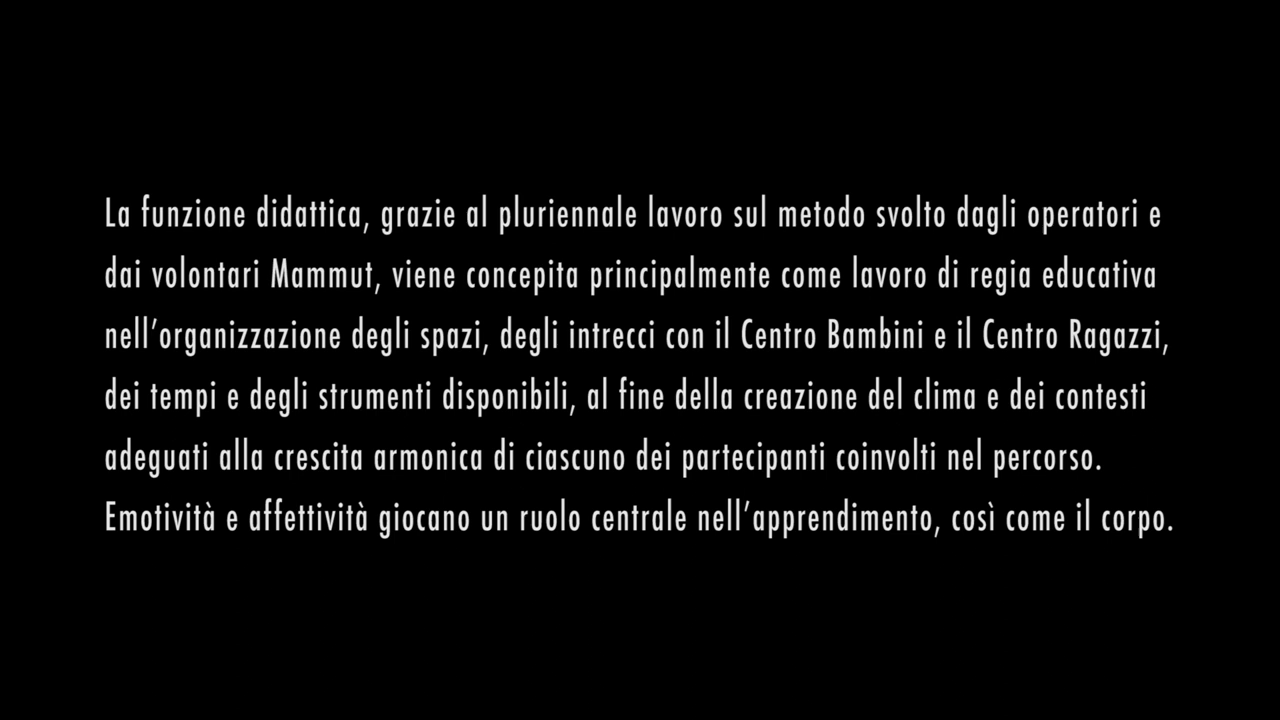 La funzione didattica, grazie al pluriennale lavoro sul metodo svolto dagli operatori e
dai volontari Mammut, viene concepita principalmente come lavoro di regia educativa
nell’organizzazione degli spazi, degli intrecci con il Centro Bambini e il Centro Ragazzi,
dei tempi e degli strumenti disponibili, al fine della creazione del clima e dei contesti
adeguati alla crescita armonica di ciascuno dei partecipanti coinvolti nel percorso.
Emotività e affettività giocano un ruolo centrale nell’apprendimento, così come il corpo.